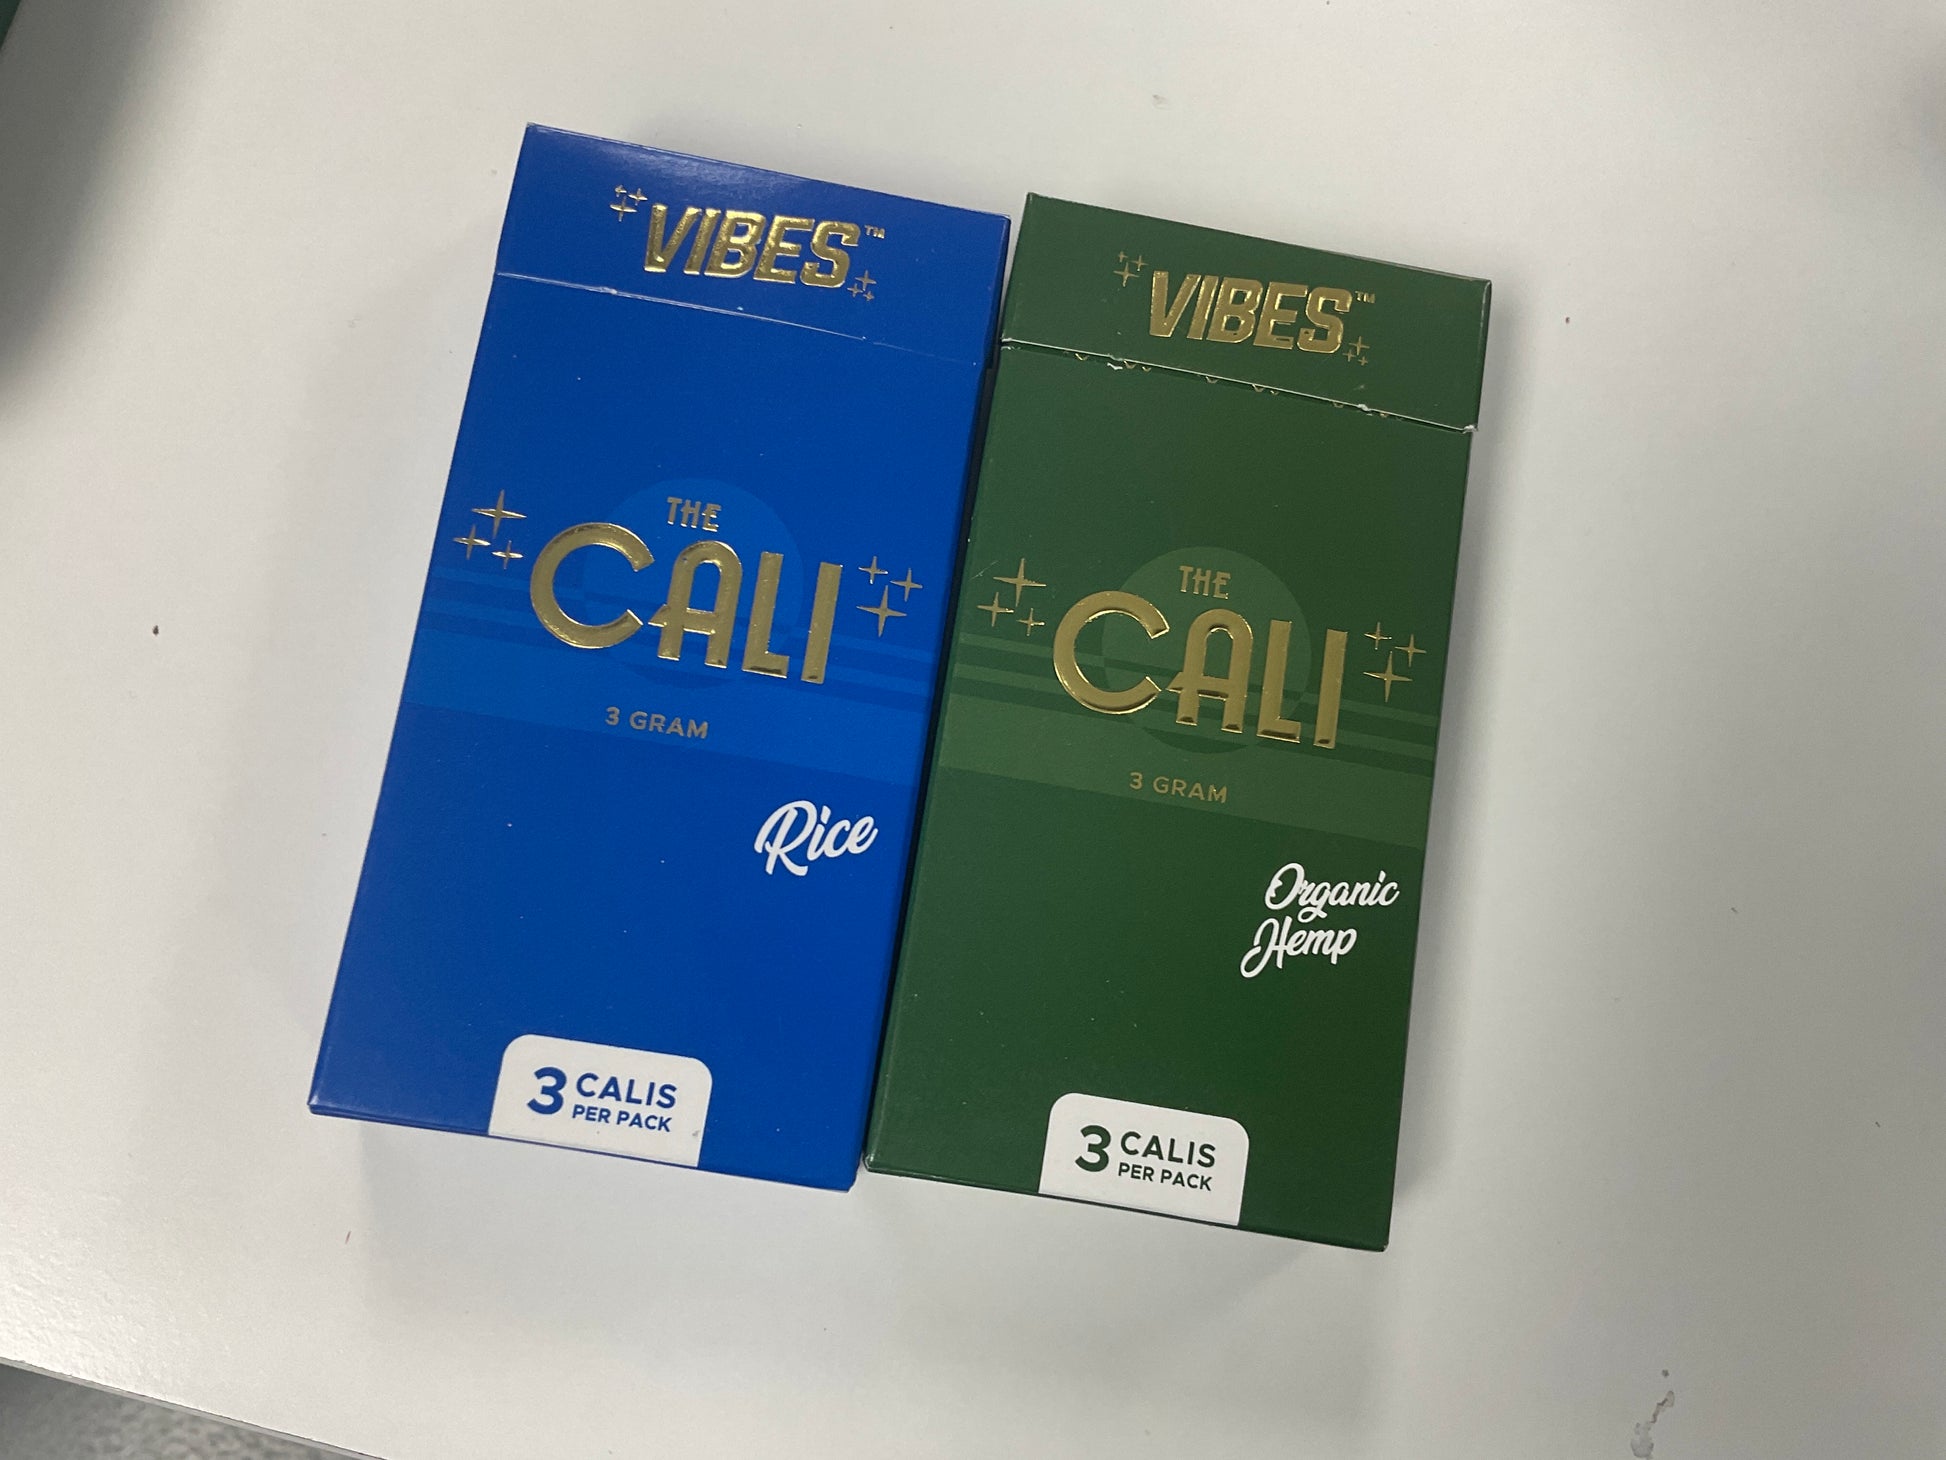 VIBES™
THE
CALI
3 GRAM
Rice
3 CALIS
PER PACK
VIBES™
THE
CALI
3 GRAM
Organic
Hemp
3 CALIS
PER PACK